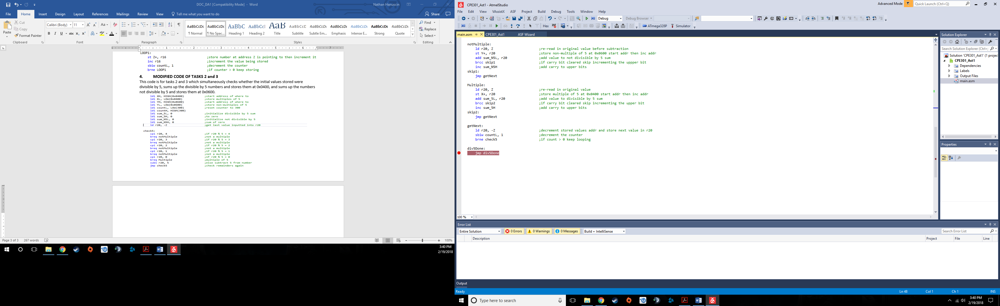 DOC_DA1 [Compatibility Mode] - Word
Nathan Hanuscin
File Home Insert Design Layout References Mailings Review View Tell me what you want to do
Share
Cut
Copy
Format Painter
Paste
Calibri (Body) 11
AaBbCcDc AaBbCcDc AaBbC AaBbCcl AaB AaBbCcD AaBbCcDc AaBbCcDc AaBbCcDc AaBbCcDc AaBbCcDc
¶ Normal ¶ No Spac... Heading 1 Heading 2 Title Subtitle Subtle Em... Emphasis Intense E... Strong Quote
Find
Replace
Select
Clipboard Font Paragraph Styles Editing
LOOP1:
st Z+, r16 ;store number at address Z is pointing to then increment it
inc r16 ;increment the value being stored
sbiw countL, 1 ;decrement the counter
brne LOOP1 ;if counter > 0 keep storing
4. MODIFIED CODE OF TASKS 2 and 3
This code is for tasks 2 and 3 which simultaneously checks whether the initial values stored were
divisible by 5, sums up the divisible by 5 numbers and stores them at 0x0400, and sums up the numbers
not divisible by 5 and stores them at 0x0600.
ldi XH, HIGH(0x0400) ;start address of where to
ldi XL, LOW(0x0400) ;store multiples of 5
ldi YH, HIGH(0x0600) ;start address of where to
ldi YL, LOW(0x0600) ;store non-multiples of 5
ldi countL, LOW(300) ;reset counter to 300
ldi countH, HIGH(300)
ldi sum_5L, 0 ;initialize divisible by 5 sum
ldi sum_5H, 0 ;to zero
ldi sum_N5L, 0 ;initialize not divisible by 5
ldi sum_N5H, 0 ;sum of zero
ld r20, -Z ;get last value inputted into r20
check5:
cpi r20, 4 ;if r20 % 5 = 4
breq notMultiple ;not a multiple
cpi r20, 3 ;if r20 % 5 = 3
breq notMultiple ;not a multiple
cpi r20, 2 ;if r20 % 5 = 2
breq notMultiple ;not a multiple
cpi r20, 1 ;if r20 % 5 = 1
breq notMultiple ;not a multiple
cpi r20, 0 ;if r20 % 5 = 0
breq Multiple ;multiple of 5
subi r20, 5 ;else subtract 5 from number
jmp check5 ;check remainders again
Page 3 of 3 267 words
100%
3:40 PM
2/19/2018
CPE301_Ast1 - AtmelStudio
Advanced Mode
Quick Launch (Ctrl+Q)
File Edit View VAssistX ASF Project Build Debug Tools Window Help
Debug Debug Browser
Hex ATmega328P Simulator
main.asm CPE301_Ast1 ASF Wizard
notMultiple:
ld r20, Z ;re-read in original value before subtraction
st Y+, r20 ;store non-multiple of 5 at 0x0600 start addr then inc addr
add sum_N5L, r20 ;add value to not divisible by 5 sum
brcc skip1 ;if carry bit cleared skip incrementing the uppper bit
inc sum_N5H ;add carry to upper bits
skip1:
jmp getNext
Multiple:
ld r20, Z ;re-read in original value
st X+, r20 ;store multiple of 5 at 0x0400 start addr then inc addr
add sum_5L, r20 ;add value to divisible by 5 sum
brcc skip2 ;if carry bit cleared skip incrementing the upper bit
inc sum_5H ;add carry to upper bits
skip2:
jmp getNext
getNext:
ld r20, -Z ;decrement stored values addr and store next value in r20
sbiw countL, 1 ;decrement the counter
brne check5 ;if count > 0 keep looping
div5Done:
jmp div5Done
100 %
Solution Explorer
Search Solution Explorer (Ctrl+;
Solution 'CPE301_Ast1' (1 projec
CPE301_Ast1
Dependencies
Labels
Output Files
main.asm
Properties
Error List
Entire Solution 0 Errors 0 Warnings 0 Messages Build + IntelliSense
Search Error List
Description Project File Line
Output
Ready Ln 48 Col 1 Ch 1 INS
Type here to search
3:40 PM
2/19/2018